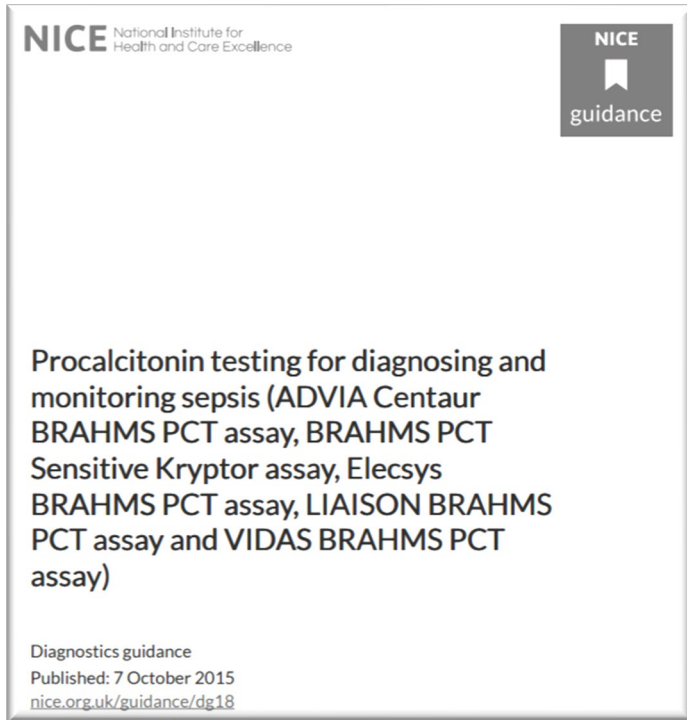 NICE National Institute for
Health and Care Excellence
NICE
guidance
Procalcitonin testing for diagnosing and
monitoring sepsis (ADVIA Centaur
BRAHMS PCT assay, BRAHMS PCT
Sensitive Kryptor assay, Elecsys
BRAHMS PCT assay, LIAISON BRAHMS
PCT assay and VIDAS BRAHMS PCT
assay)
Diagnostics guidance
Published: 7 October 2015
nice.org.uk/guidance/dg18